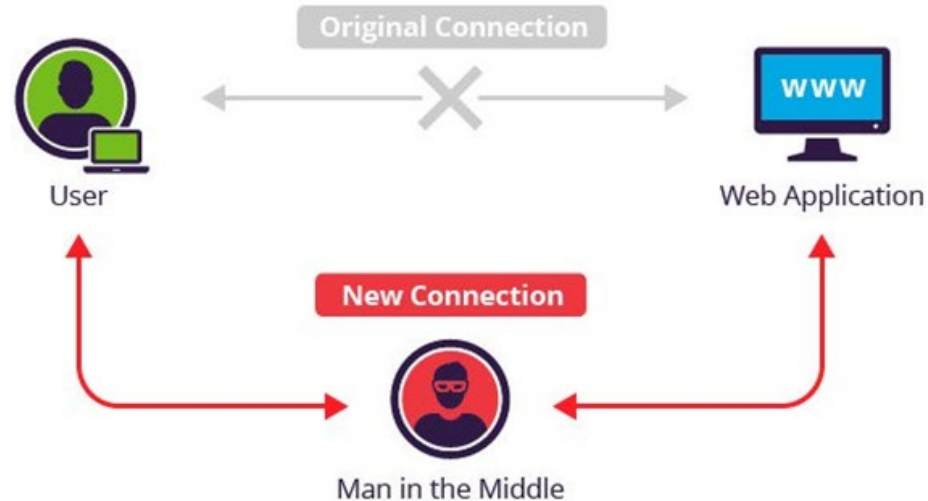 Original Connection
www
User
Web Application
New Connection
Man in the Middle